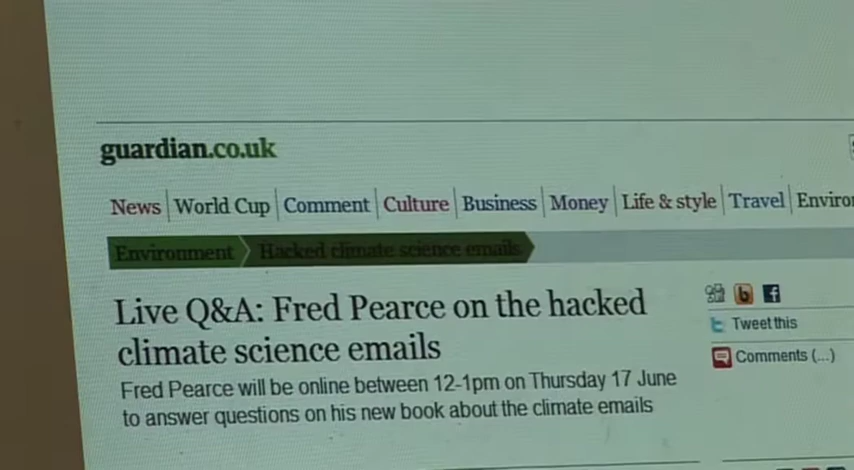 guardian.co.uk
News World Cup Comment Culture Business Money Life & style Travel
Environment Hacked climate science emails
Live Q&A: Fred Pearce on the hacked
climate science emails
Fred Pearce will be online between 12-1pm on Thursday 17 June
to answer questions on his new book about the climate emails
Tweet this
Comments (...)